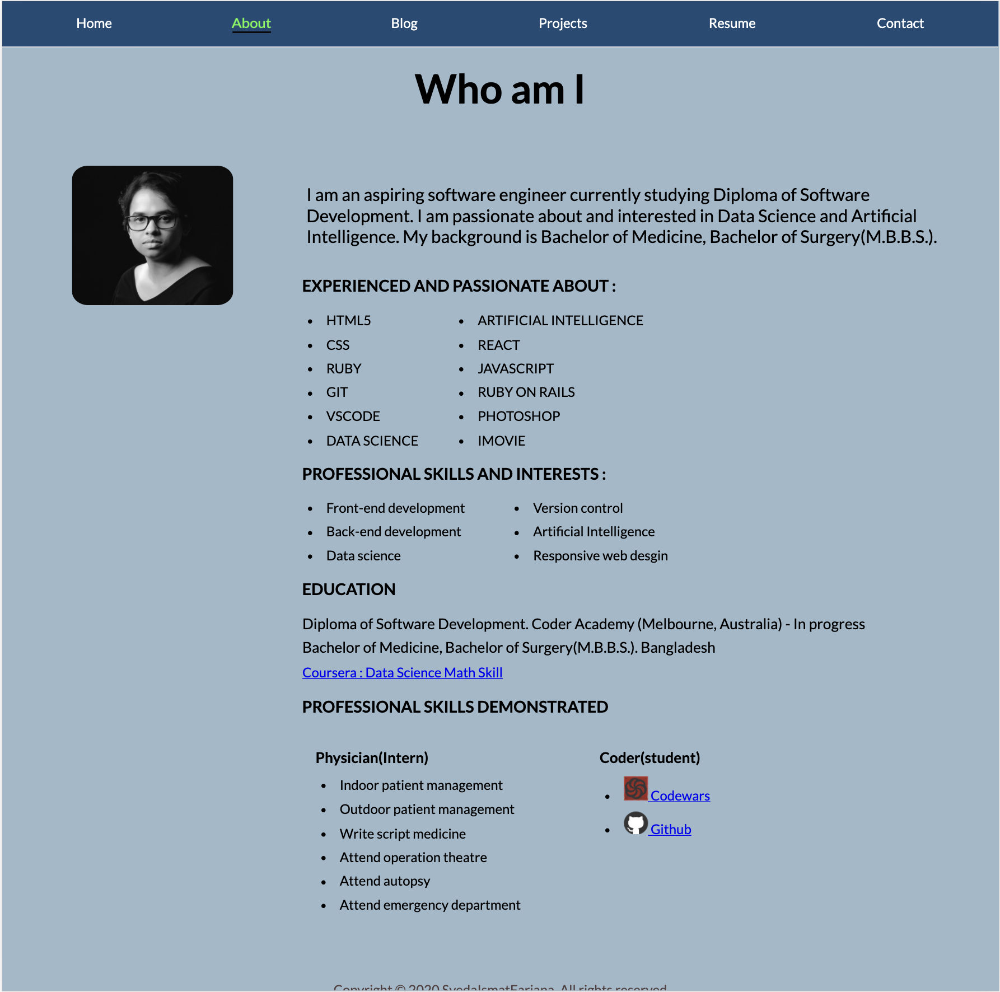 Home About Blog Projects Resume Contact
Who am I
I am an aspiring software engineer currently studying Diploma of Software
Development. I am passionate about and interested in Data Science and Artificial
Intelligence. My background is Bachelor of Medicine, Bachelor of Surgery(M.B.B.S.).
EXPERIENCED AND PASSIONATE ABOUT :
• HTML5
• CSS
• RUBY
• GIT
• VSCODE
• DATA SCIENCE
• ARTIFICIAL INTELLIGENCE
• REACT
• JAVASCRIPT
• RUBY ON RAILS
• PHOTOSHOP
• IMOVIE
PROFESSIONAL SKILLS AND INTERESTS :
• Front-end development
• Back-end development
• Data science
• Version control
• Artificial Intelligence
• Responsive web desgin
EDUCATION
Diploma of Software Development. Coder Academy (Melbourne, Australia) - In progress
Bachelor of Medicine, Bachelor of Surgery(M.B.B.S.). Bangladesh
Coursera : Data Science Math Skill
PROFESSIONAL SKILLS DEMONSTRATED
Physician(Intern)
• Indoor patient management
• Outdoor patient management
• Write script medicine
• Attend operation theatre
• Attend autopsy
• Attend emergency department
Coder(student)
• Codewars
• Github
Copyright © 2020 SyedaIsmatFariana. All rights reserved